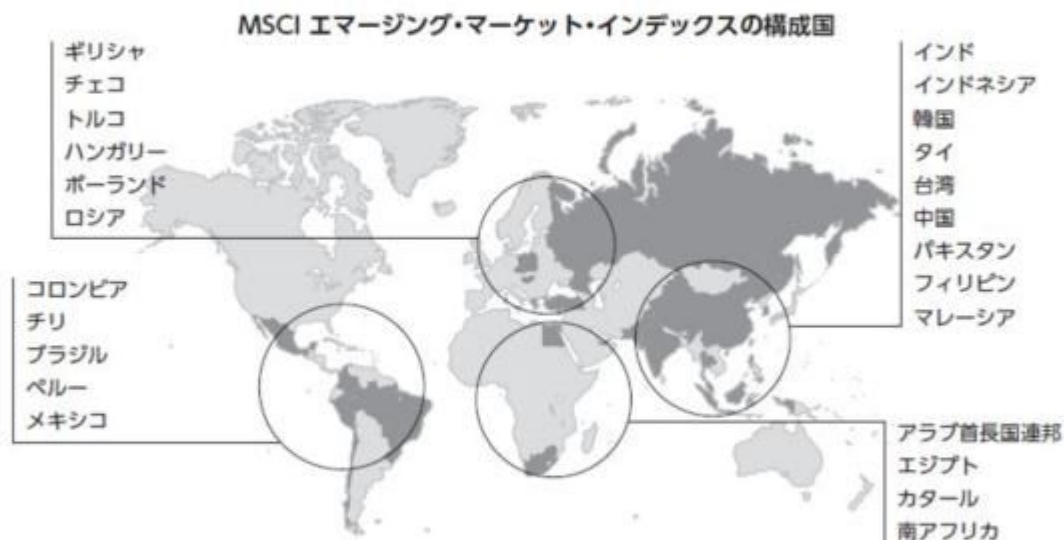 MSCI エマージング・マーケット・インデックスの構成国
ギリシャ
チェコ
トルコ
ハンガリー
ポーランド
ロシア
コロンビア
チリ
ブラジル
ペルー
メキシコ
インド
インドネシア
韓国
タイ
台湾
中国
パキスタン
フィリピン
マレーシア
アラブ首長国連邦
エジプト
カタール
南アフリカ